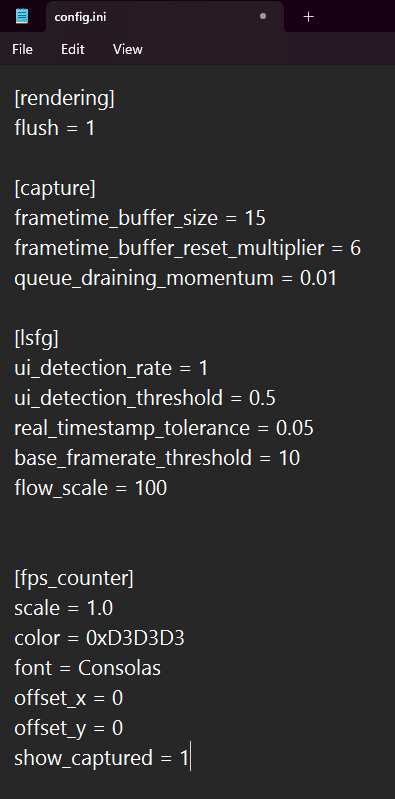 config.ini
File Edit View
[rendering]
flush = 1
[capture]
frametime_buffer_size = 15
frametime_buffer_reset_multiplier = 6
queue_draining_momentum = 0.01
[lsfg]
ui_detection_rate = 1
ui_detection_threshold = 0.5
real_timestamp_tolerance = 0.05
base_framerate_threshold = 10
flow_scale = 100
[fps_counter]
scale = 1.0
color = 0xD3D3D3
font = Consolas
offset_x = 0
offset_y = 0
show_captured = 1